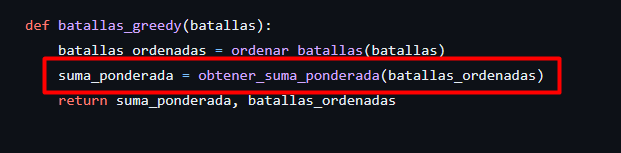 def batallas_greedy(batallas):
batallas ordenadas = ordenar batallas(batallas)
suma_ponderada = obtener_suma_ponderada(batallas_ordenadas)
return suma_ponderada, batallas_ordenadas